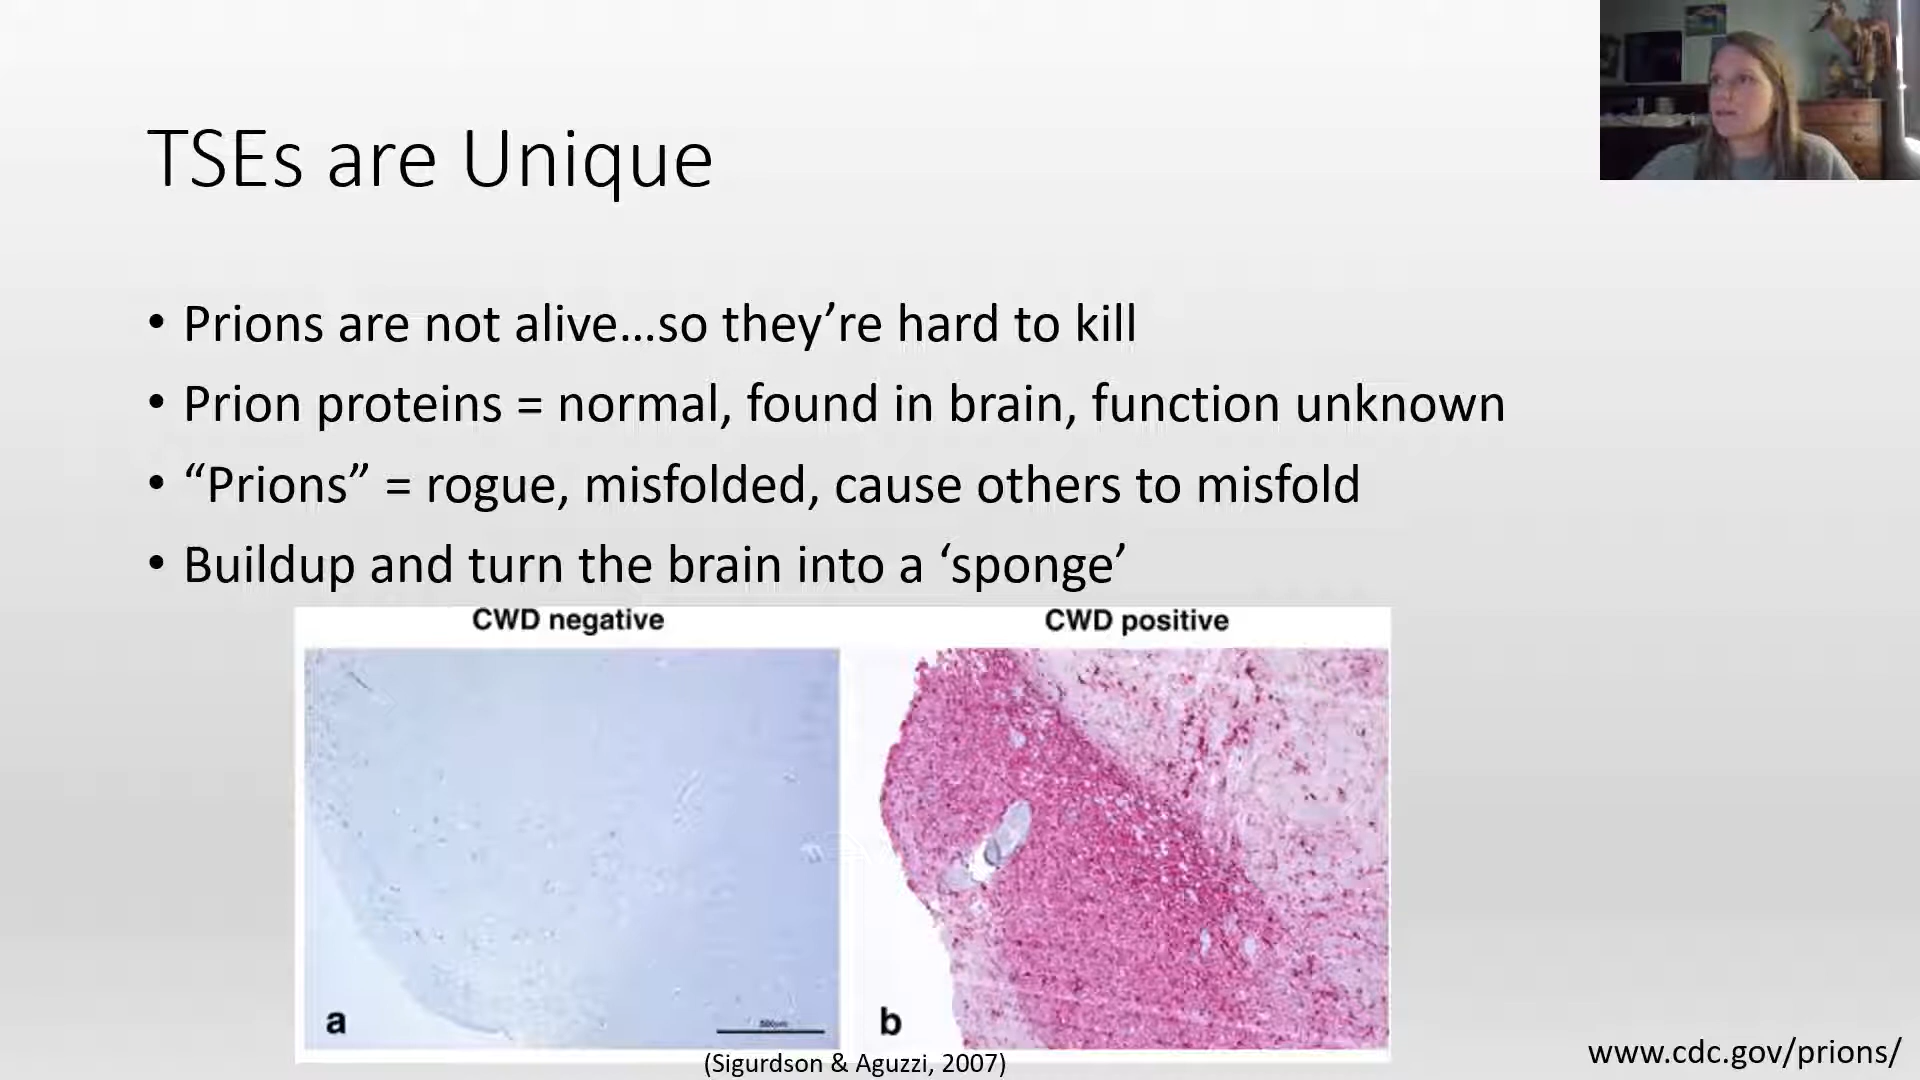 TSEs are Unique
• Prions are not alive…so they’re hard to kill
• Prion proteins = normal, found in brain, function unknown
• “Prions” = rogue, misfolded, cause others to misfold
• Buildup and turn the brain into a ‘sponge’
CWD negative
CWD positive
a
b
(Sigurdson & Aguzzi, 2007)
www.cdc.gov/prions/